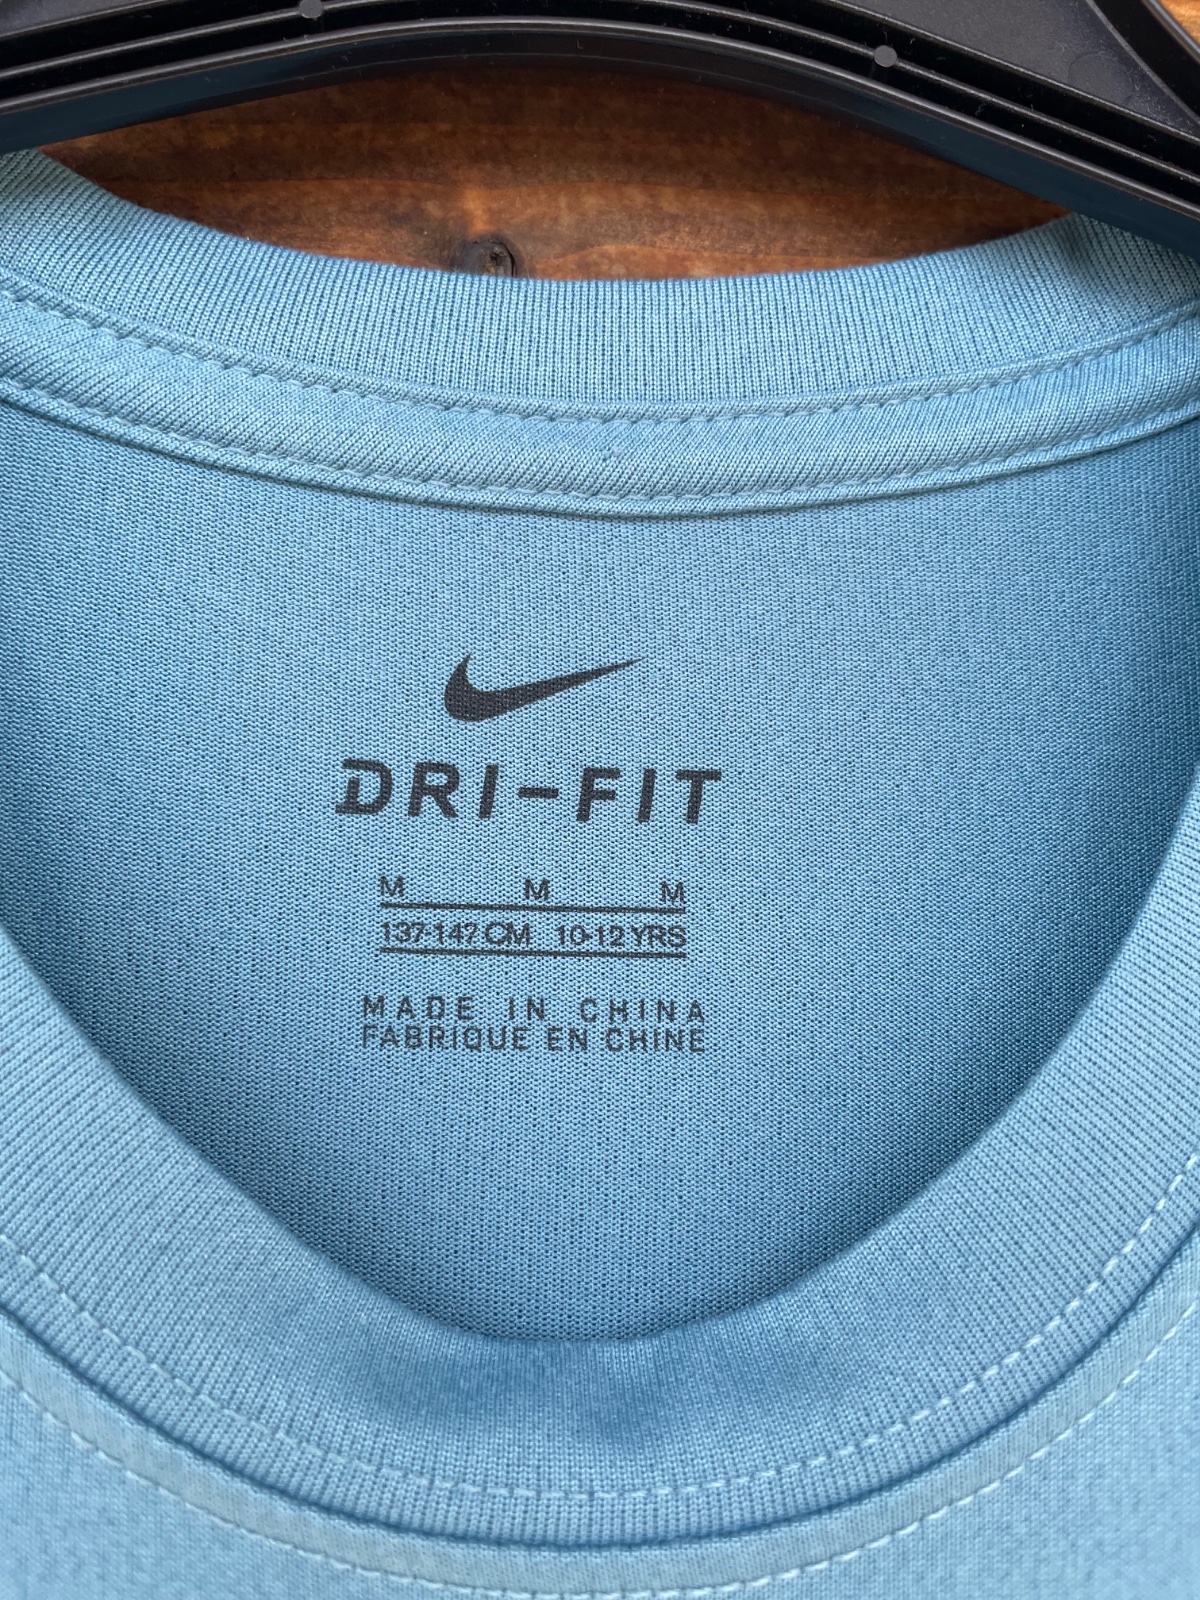 DRI-FIT
M M M
137-147 CM 10-12 YRS
MADE IN CHINA
FABRIQUE EN CHINE